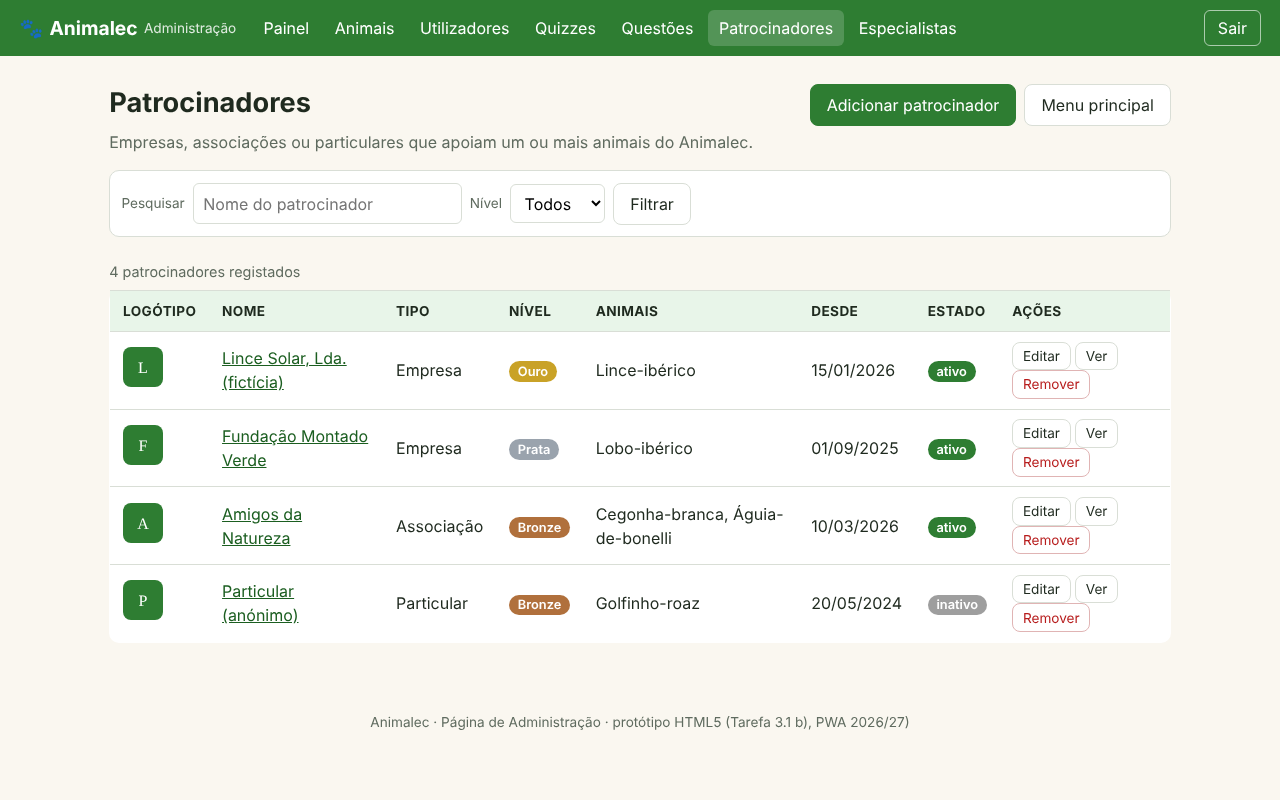 🐾 Animalec Administração Painel Animais Utilizadores Quizzes Questões Patrocinadores Especialistas Sair
Patrocinadores Adicionar patrocinador Menu principal
Empresas, associações ou particulares que apoiam um ou mais animais do Animalec.
Pesquisar Nome do patrocinador Nível Todos Filtrar
4 patrocinadores registados
LOGÓTIPO NOME TIPO NÍVEL ANIMAIS DESDE ESTADO AÇÕES
L Lince Solar, Lda. (fictícia) Empresa Ouro Lince-ibérico 15/01/2026 ativo Editar Ver Remover
F Fundação Montado Verde Empresa Prata Lobo-ibérico 01/09/2025 ativo Editar Ver Remover
A Amigos da Natureza Associação Bronze Cegonha-branca, Águia-de-bonelli 10/03/2026 ativo Editar Ver Remover
P Particular (anónimo) Particular Bronze Golfinho-roaz 20/05/2024 inativo Editar Ver Remover
Animalec · Página de Administração · protótipo HTML5 (Tarefa 3.1 b), PWA 2026/27)